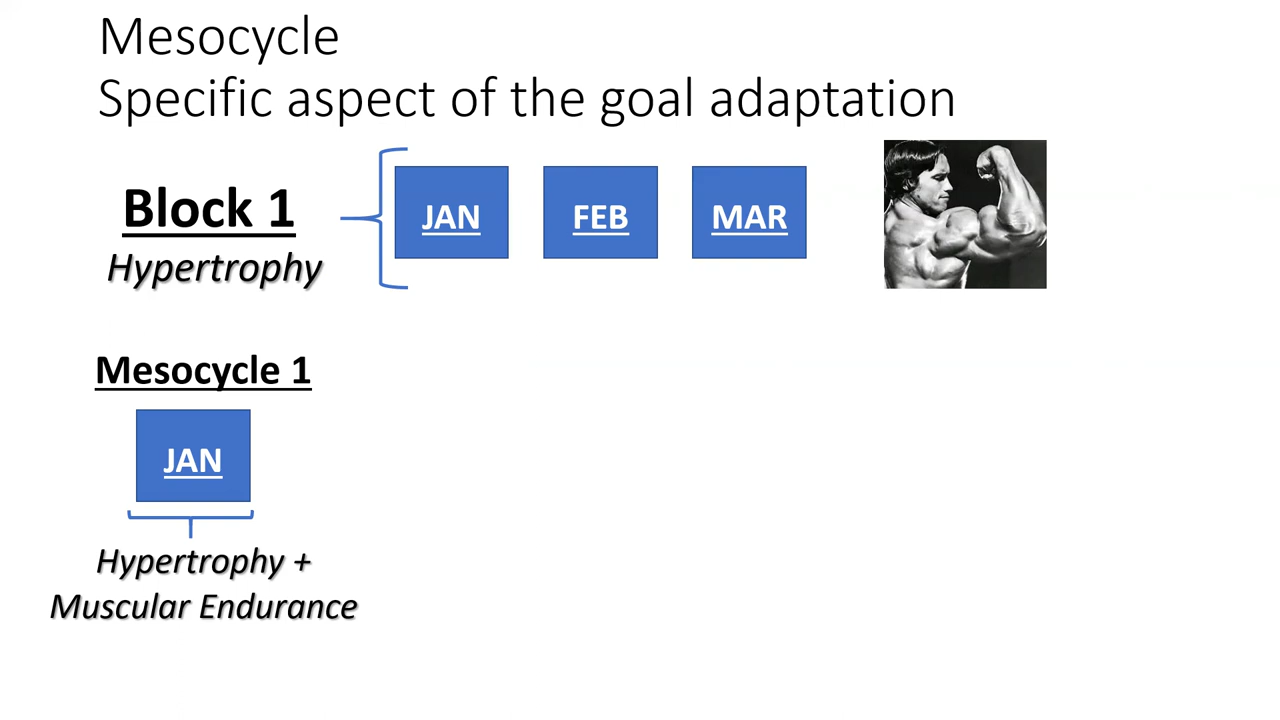 Mesocycle
Specific aspect of the goal adaptation
Block 1
Hypertrophy
JAN
FEB
MAR
Mesocycle 1
JAN
Hypertrophy +
Muscular Endurance